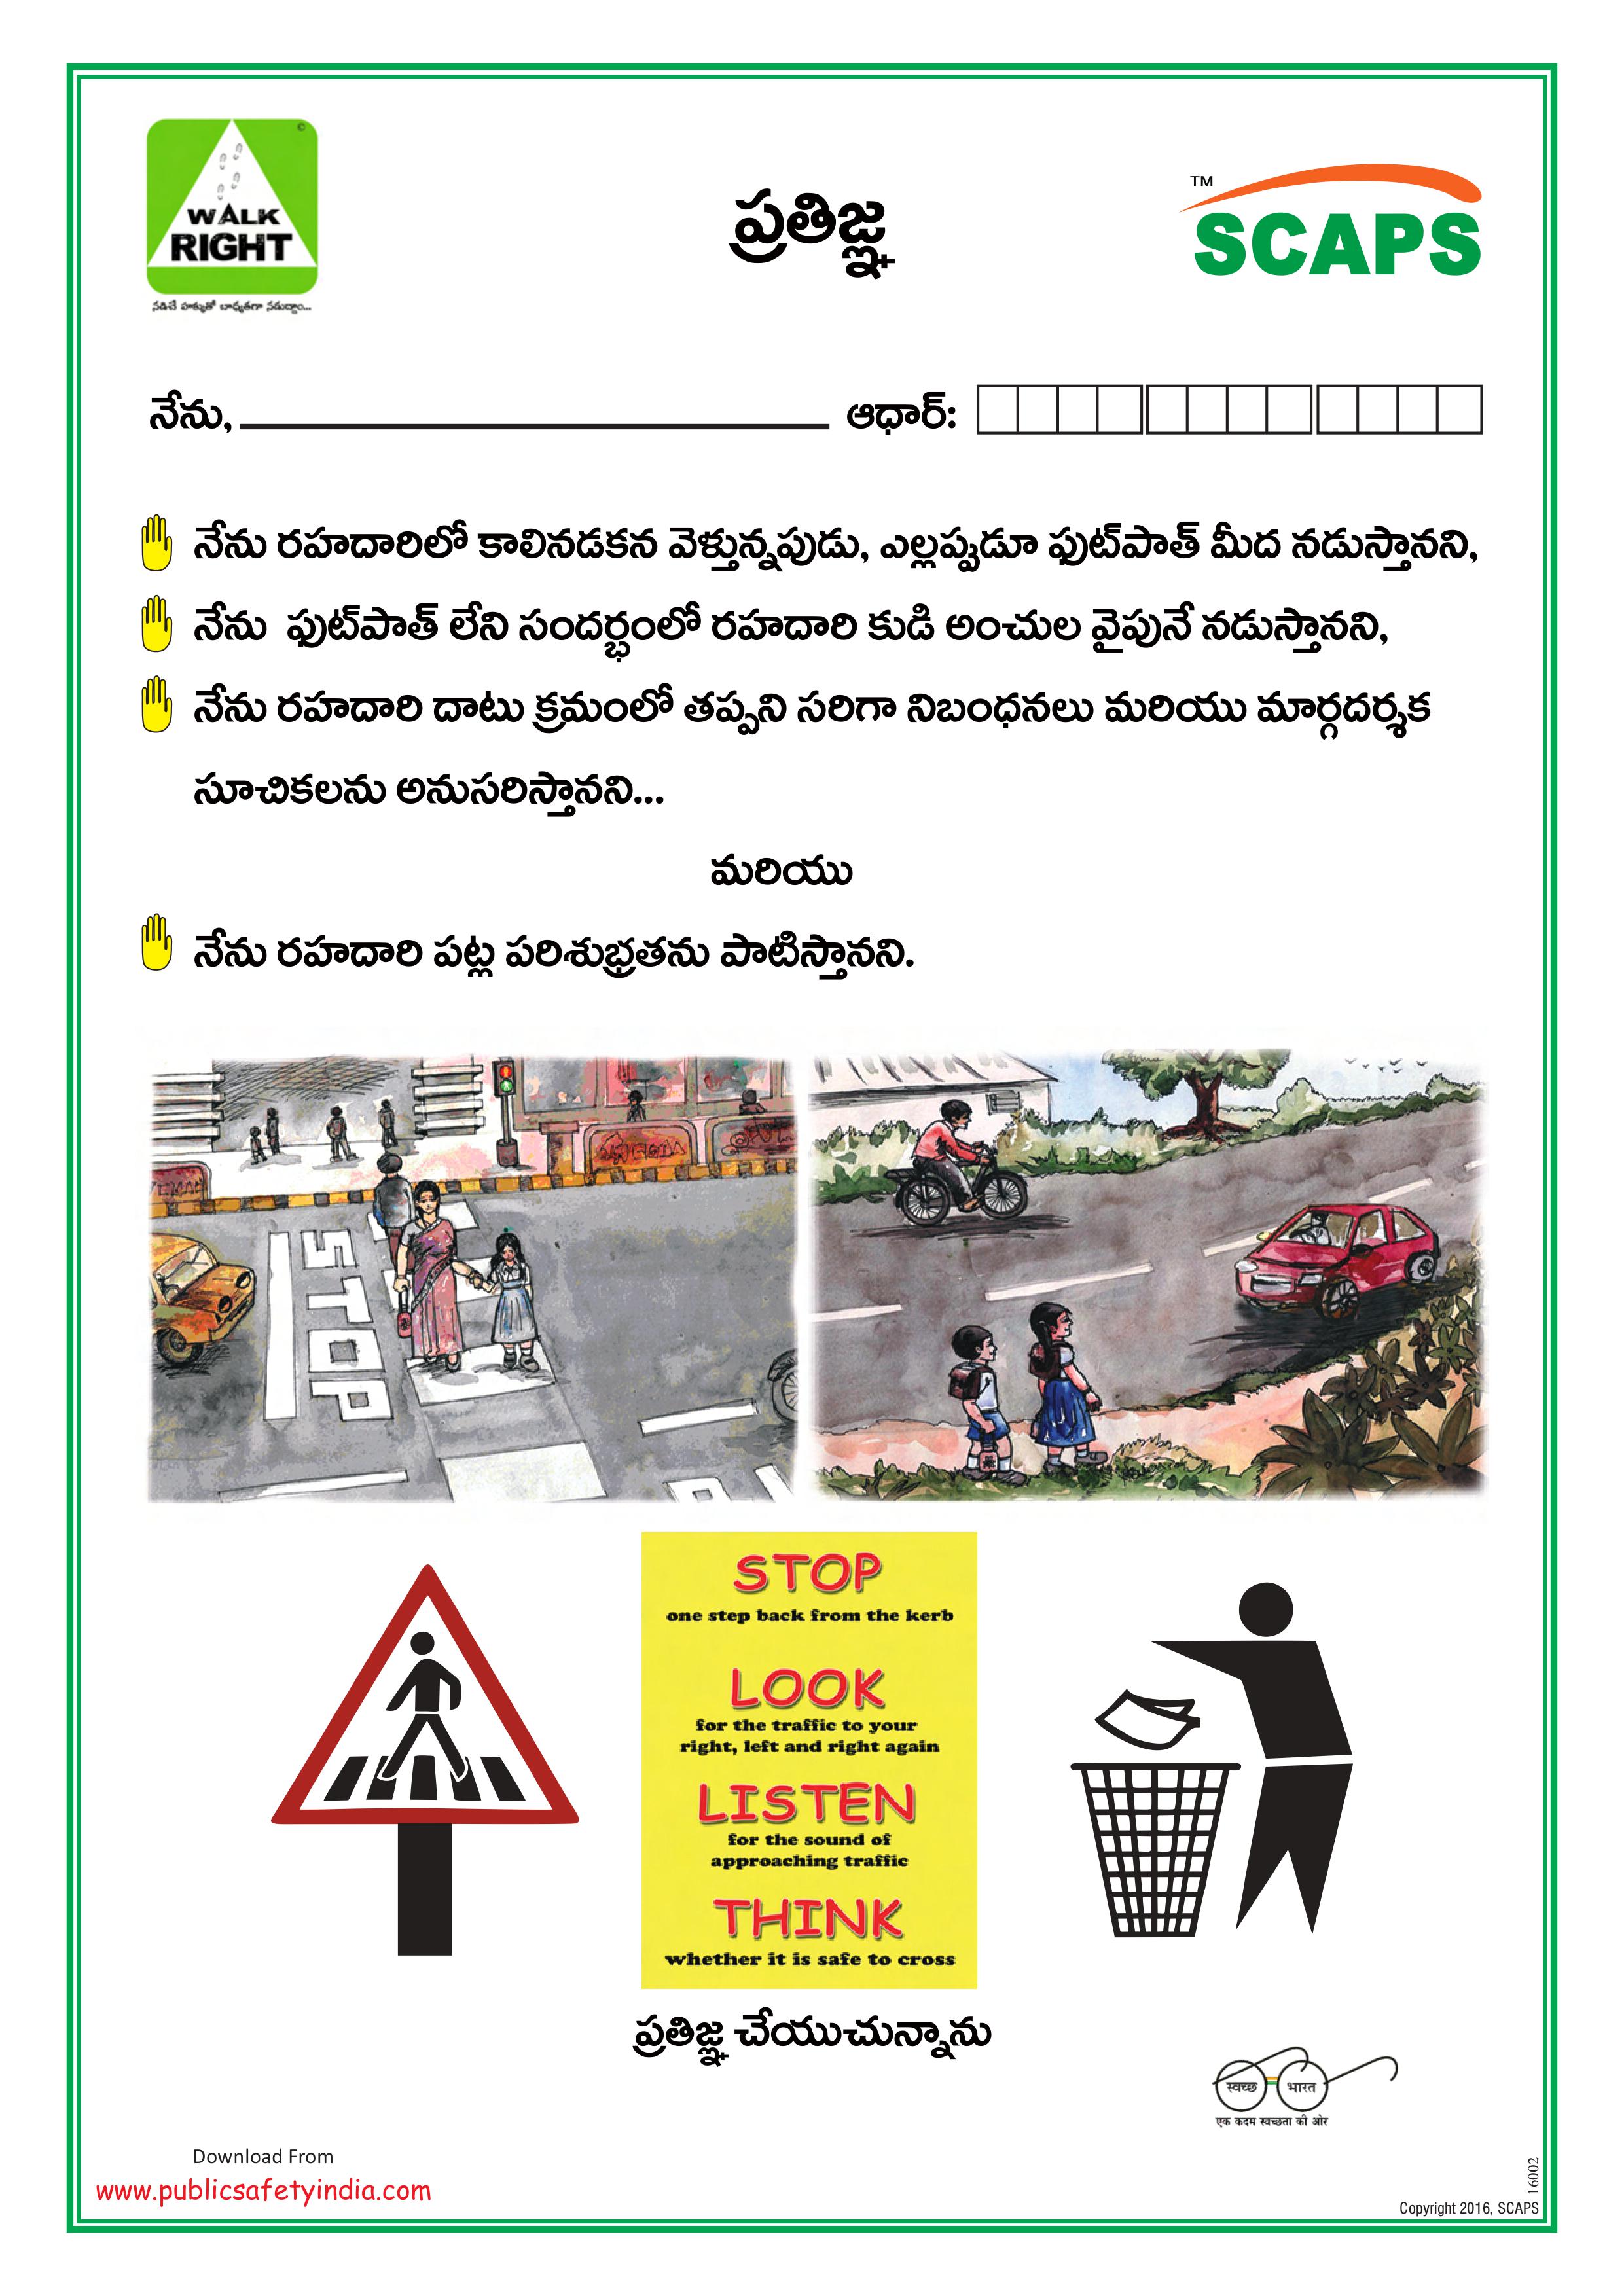 ©
WALK
RIGHT
నడిచే హక్కుతో బాధ్యతగా నడుద్దాం...
ప్రతిజ్ఞ
TM
SCAPS
నేను, ఆధార్:
నేను రహదారిలో కాలినడకన వెళ్తున్నపుడు, ఎల్లప్పుడూ ఫుట్‌పాత్ మీద నడుస్తానని,
నేను ఫుట్‌పాత్ లేని సందర్భంలో రహదారి కుడి అంచుల వైపునే నడుస్తానని,
నేను రహదారి దాటు క్రమంలో తప్పని సరిగా నిబంధనలు మరియు మార్గదర్శక
సూచికలను అనుసరిస్తానని...
మరియు
నేను రహదారి పట్ల పరిశుభ్రతను పాటిస్తానని.
STOP
STOP
one step back from the kerb
LOOK
for the traffic to your
right, left and right again
LISTEN
for the sound of
approaching traffic
THINK
whether it is safe to cross
ప్రతిజ్ఞ చేయుచున్నాను
स्वच्छ भारत
एक कदम स्वच्छता की ओर
Download From
www.publicsafetyindia.com
16002
Copyright 2016, SCAPS